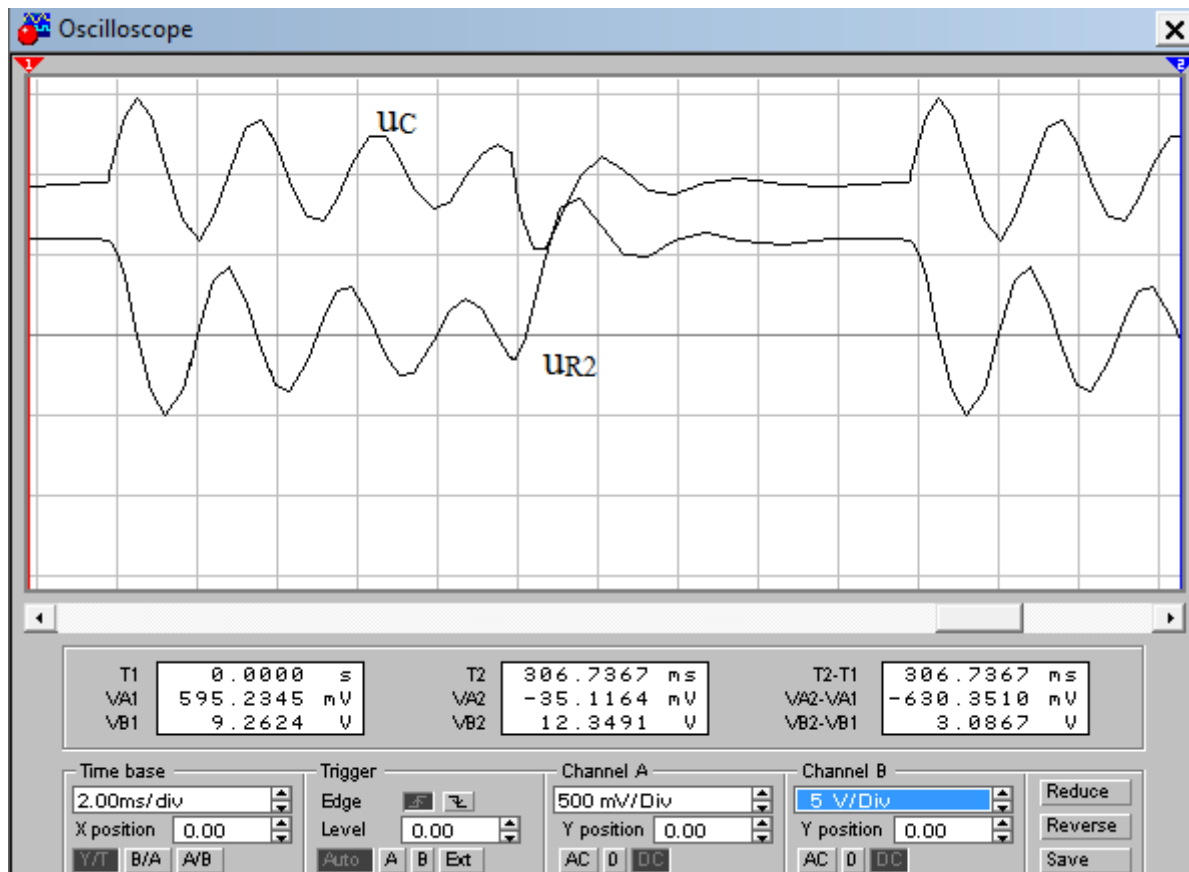 Oscilloscope
1 2
uC
uR2
T1 0.0000 s T2 306.7367 ms T2-T1 306.7367 ms
VA1 595.2345 mV VA2 -35.1164 mV VA2-VA1 -630.3510 mV
VB1 9.2624 V VB2 12.3491 V VB2-VB1 3.0867 V
Time base Trigger Channel A Channel B
2.00ms/div Edge 500 mV/Div 5 V/Div Reduce
X position 0.00 Level 0.00 Y position 0.00 Y position 0.00 Reverse
Y/T B/A A/B Auto A B Ext AC 0 DC AC 0 DC Save